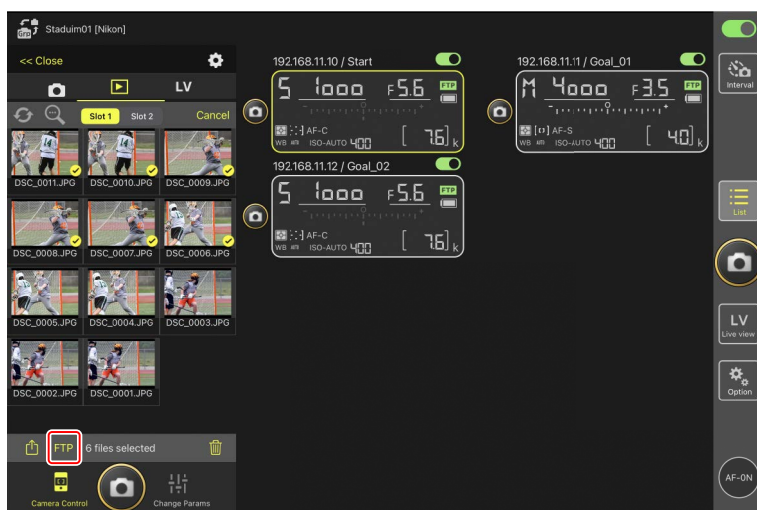 Grp
Staduim01 [Nikon]
<< Close
LV
Slot 1 Slot 2 Cancel
DSC_0011.JPG DSC_0010.JPG DSC_0009.JPG
DSC_0008.JPG DSC_0007.JPG DSC_0006.JPG
DSC_0005.JPG DSC_0004.JPG DSC_0003.JPG
DSC_0002.JPG DSC_0001.JPG
FTP 6 files selected
Camera Control Change Params
192.168.11.10 / Start
S 1000 F5.6 FTP
AF-C
WB ISO-AUTO 400 [ 7.6] k
192.168.11.11 / Goal_01
M 4000 F3.5 FTP
AF-S
WB ISO-AUTO 400 [ 4.0] k
192.168.11.12 / Goal_02
S 1000 F5.6 FTP
AF-C
WB ISO-AUTO 400 [ 7.6] k
Interval
List
LV
Live view
Option
AF-ON